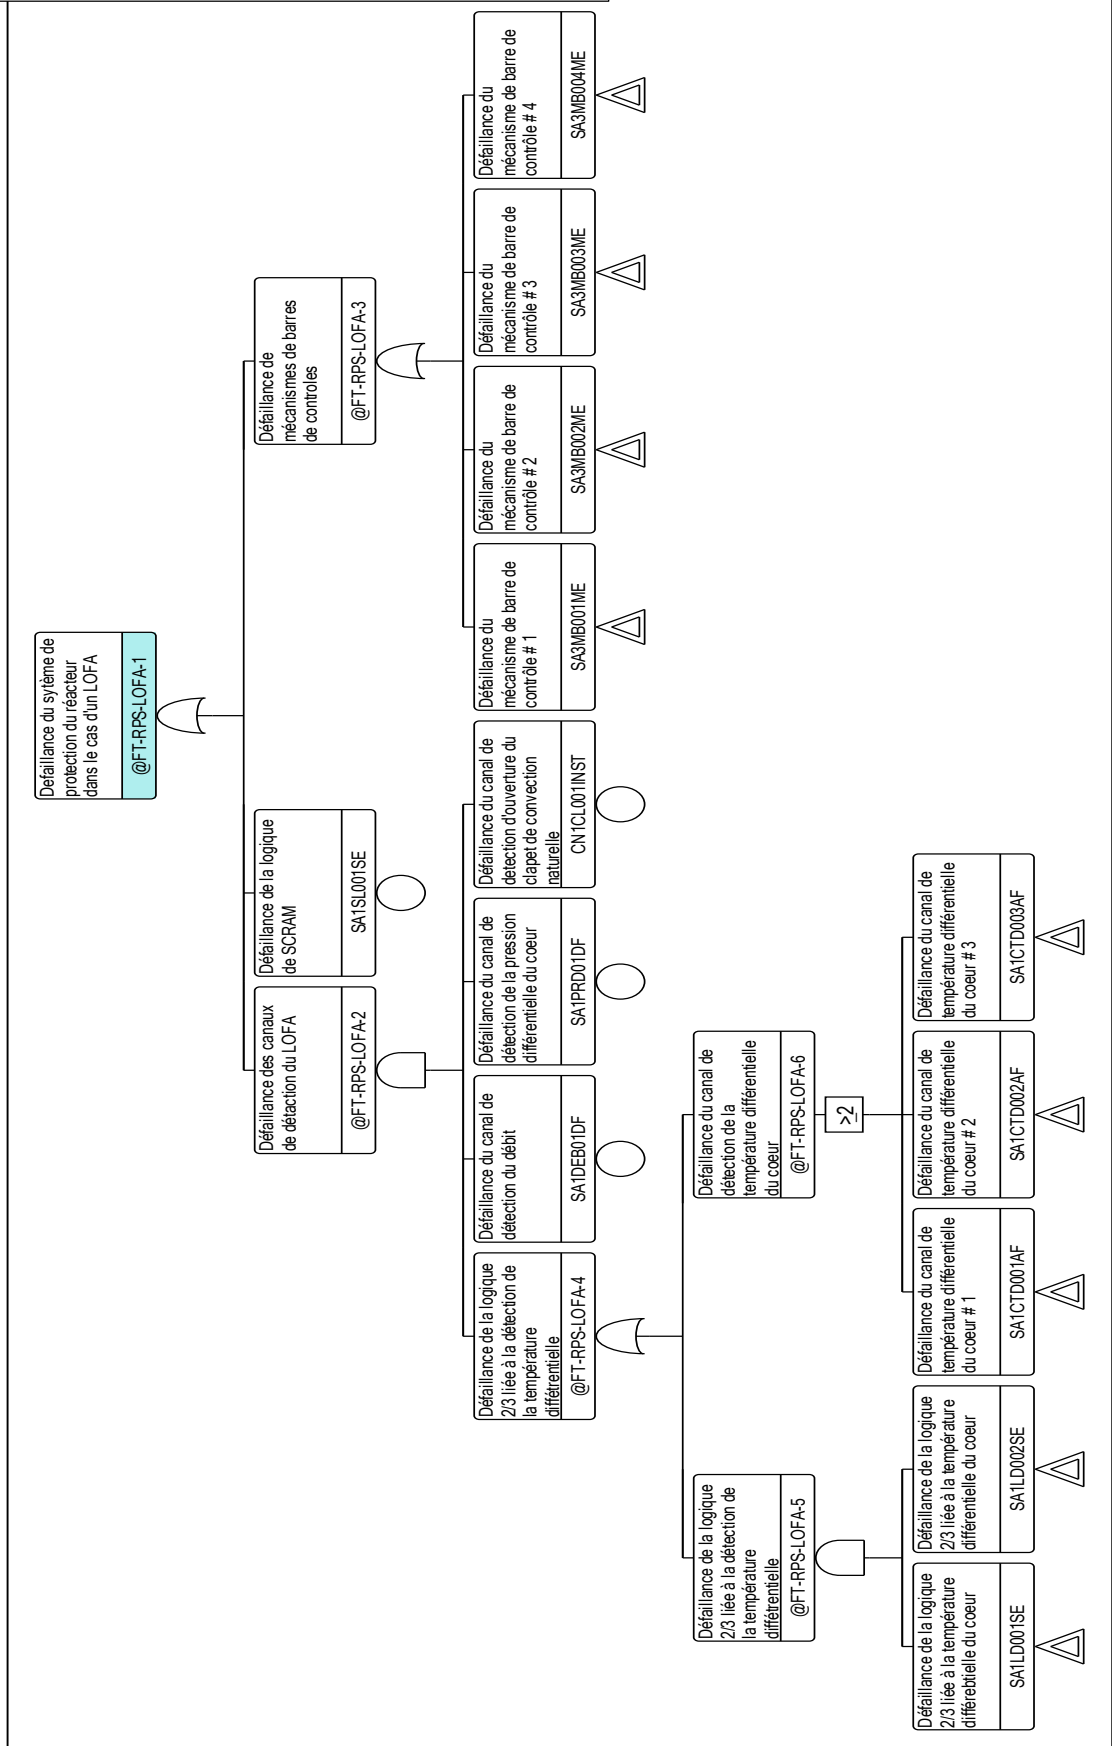 Defaillance du sytème de
protection du réacteur
dans le cas d'un LOFA
@FT-RPS-LOFA-1
Défaillance des canaux
de détaction du LOFA
@FT-RPS-LOFA-2
Défaillance de la logique
de SCRAM
SA1SL001SE
Défaillance de
mécanismes de barres
de controles
@FT-RPS-LOFA-3
Défaillance de la logique
2/3 liée à la détection de
la température
différentielle
@FT-RPS-LOFA-4
Défaillance du canal de
détection du débit
SA1DEB01DF
Défaillance du canal de
détection de la pression
différentielle du coeur
SA1PRD01DF
Défaillance du canal de
detection d'ouverture du
clapet de convection
naturelle
CN1CL001INST
Défaillance du
mécanisme de barre de
contrôle # 1
SA3MB001ME
Défaillance du
mécanisme de barre de
contrôle # 2
SA3MB002ME
Défaillance du
mécanisme de barre de
contrôle # 3
SA3MB003ME
Défaillance du
mécanisme de barre de
contrôle # 4
SA3MB004ME
Défaillance de la logique
2/3 liée à la détection de
la température
différentielle
@FT-RPS-LOFA-5
Défaillance du canal de
détection de la
température différentielle
du coeur
@FT-RPS-LOFA-6
>2
Défaillance de la logique
2/3 liée à la température
différebtielle du coeur
SA1LD001SE
Défaillance de la logique
2/3 liée à la température
différentielle du coeur
SA1LD002SE
Défaillance du canal de
température différentielle
du coeur # 1
SA1CTD001AF
Défaillance du canal de
température différentielle
du coeur # 2
SA1CTD002AF
Défaillance du canal de
température différentielle
du coeur # 3
SA1CTD003AF